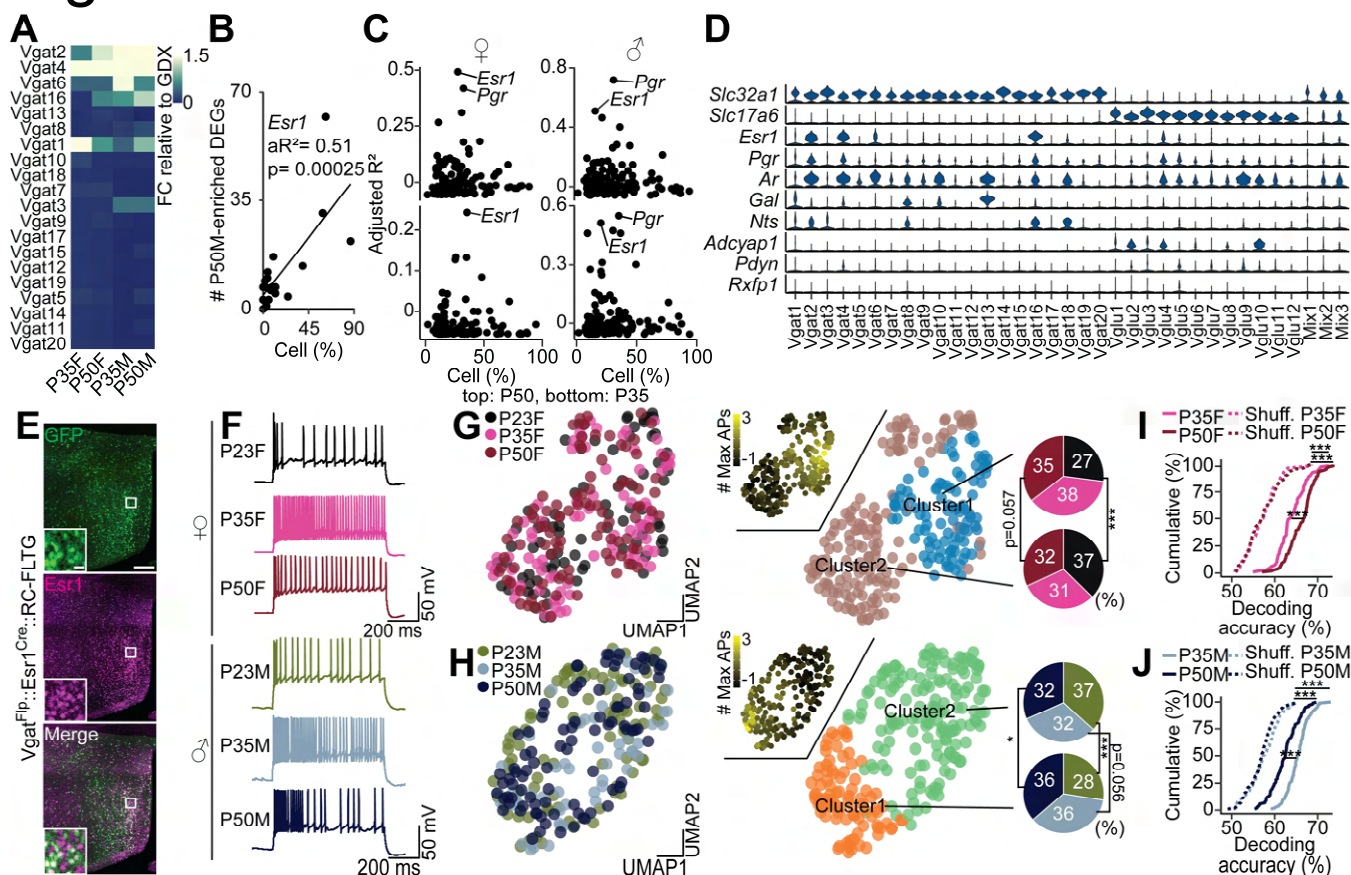 A
Vgat2
Vgat4
Vgat6
Vgat16
Vgat13
Vgat8
Vgat1
Vgat10
Vgat18
Vgat7
Vgat3
Vgat9
Vgat17
Vgat15
Vgat12
Vgat19
Vgat5
Vgat14
Vgat11
Vgat20
P35F
P50F
P35M
P50M
1.5
0
FC relative to GDX
B
# P50M-enriched DEGs
70
35
0
Esr1
aR²= 0.51
p= 0.00025
0 45 90
Cell (%)
C
♀ ♂
Adjusted R²
0.5
0.25
0
Esr1
Pgr
0.8
0.4
0
Pgr
Esr1
0.2
0.1
0
Esr1
0.6
0.3
0
Pgr
Esr1
0 50 100
0 50 100
Cell (%) Cell (%)
top: P50, bottom: P35
D
Slc32a1
Slc17a6
Esr1
Pgr
Ar
Gal
Nts
Adcyap1
Pdyn
Rxfp1
Vgat1
Vgat2
Vgat3
Vgat4
Vgat5
Vgat6
Vgat7
Vgat8
Vgat9
Vgat10
Vgat11
Vgat12
Vgat13
Vgat14
Vgat15
Vgat16
Vgat17
Vgat18
Vgat19
Vgat20
Vglu1
Vglu2
Vglu3
Vglu4
Vglu5
Vglu6
Vglu7
Vglu8
Vglu9
Vglu10
Vglu11
Vglu12
Mix1
Mix2
Mix3
E
Vgat^Flp::Esr1^Cre::RC-FLTG
GFP
Esr1
Merge
F
♀
P23F
P35F
P50F
50 mV
200 ms
♂
P23M
P35M
P50M
50 mV
200 ms
G
P23F
P35F
P50F
UMAP2
UMAP1
# Max APs
3
-1
Cluster1
Cluster2
35 27
38
p=0.057
***
32 37
31
(%)
H
P23M
P35M
P50M
UMAP2
UMAP1
# Max APs
3
-1
Cluster2
Cluster1
32 37
32
*
***
p=0.056
36 28
36
(%)
I
P35F Shuff. P35F
P50F Shuff. P50F
***
***
***
Cumulative (%)
100
75
50
25
0
50 60 70
Decoding
accuracy (%)
J
P35M Shuff. P35M
P50M Shuff. P50M
***
***
***
Cumulative (%)
100
75
50
25
0
50 60 70
Decoding
accuracy (%)